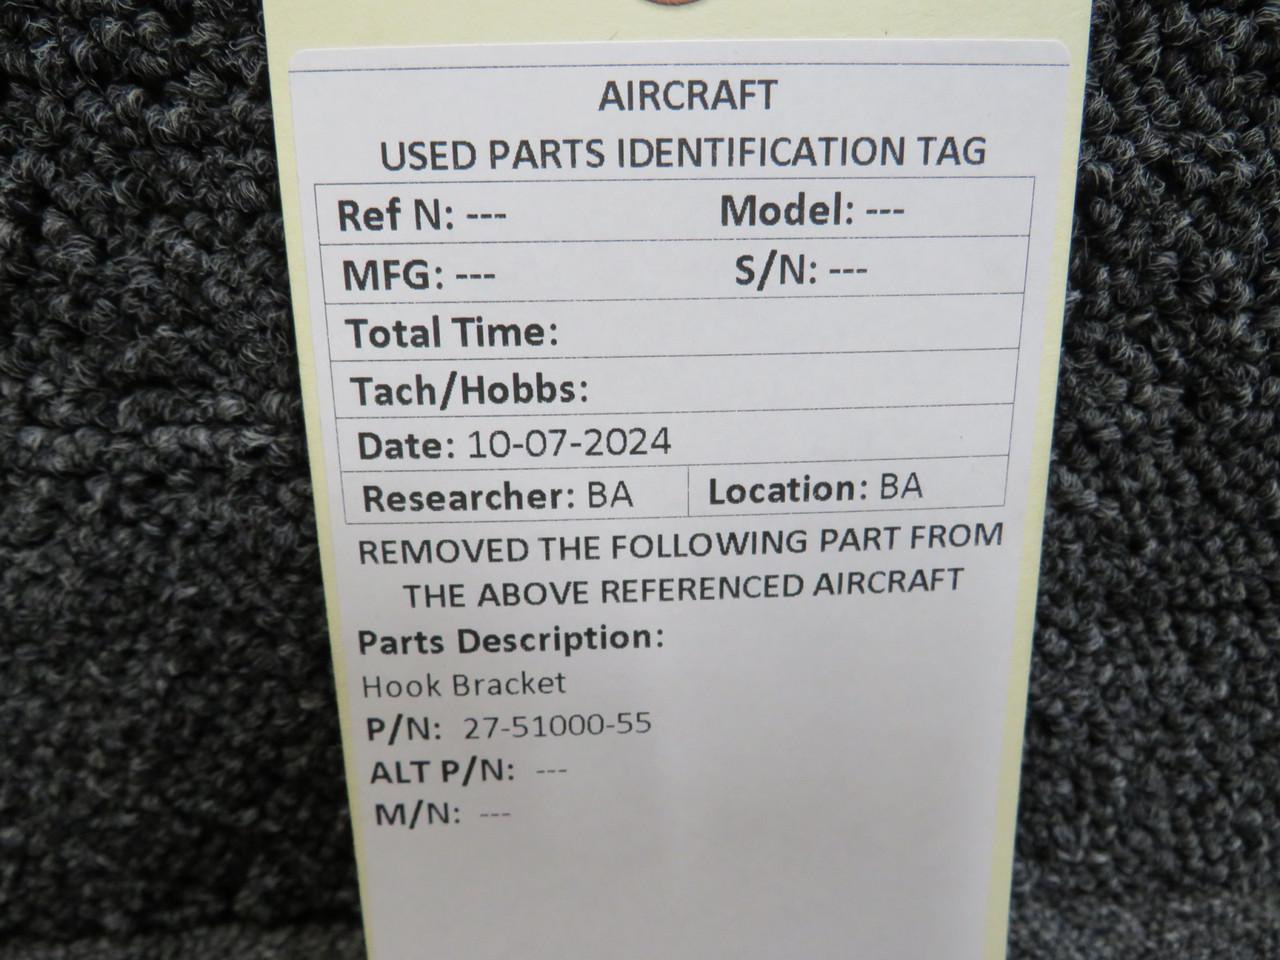 AIRCRAFT
USED PARTS IDENTIFICATION TAG
Ref N: --- Model: ---
MFG: --- S/N: ---
Total Time:
Tach/Hobbs:
Date: 10-07-2024
Researcher: BA Location: BA
REMOVED THE FOLLOWING PART FROM
THE ABOVE REFERENCED AIRCRAFT
Parts Description:
Hook Bracket
P/N: 27-51000-55
ALT P/N: ---
M/N: ---